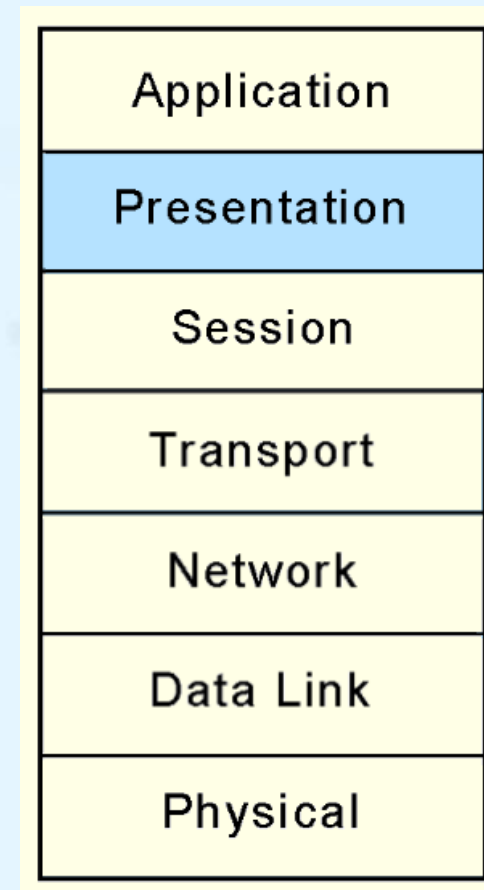 Application
Presentation
Session
Transport
Network
Data Link
Physical